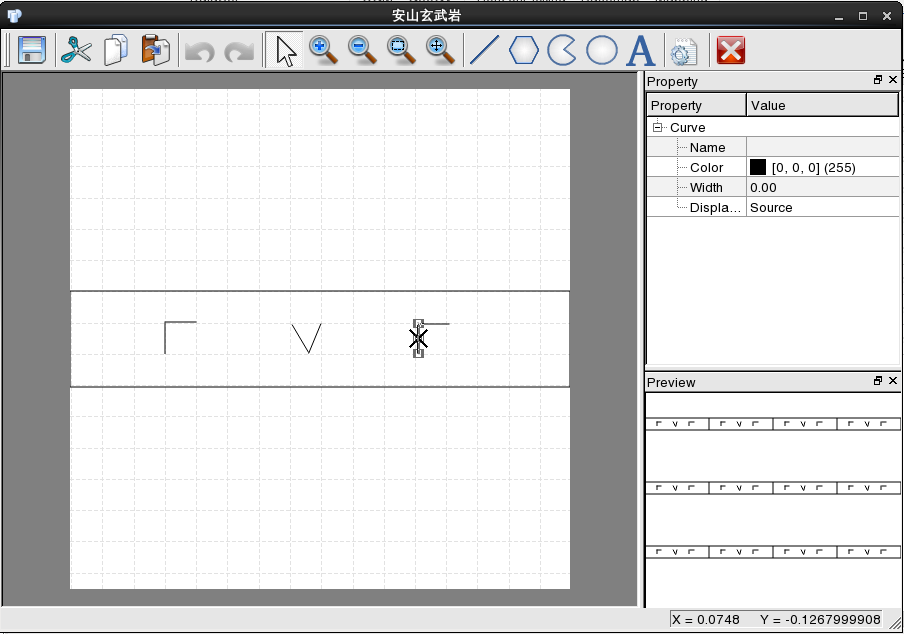 安山玄武岩
A
Property
Property Value
Curve
Name
Color [0, 0, 0] (255)
Width 0.00
Displa... Source
Preview
X = 0.0748 Y = -0.1267999908